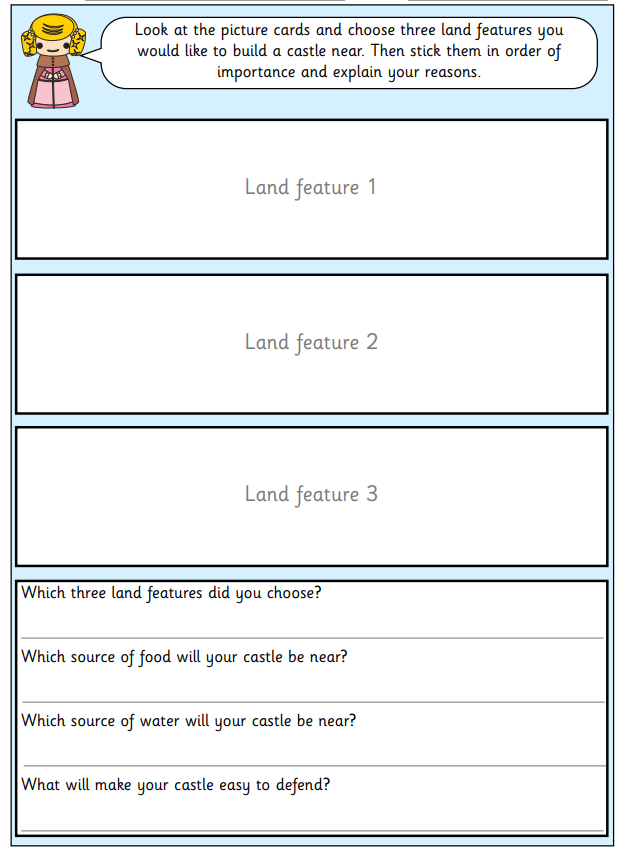 Look at the picture cards and choose three land features you
would like to build a castle near. Then stick them in order of
importance and explain your reasons.
Land feature 1
Land feature 2
Land feature 3
Which three land features did you choose?
Which source of food will your castle be near?
Which source of water will your castle be near?
What will make your castle easy to defend?